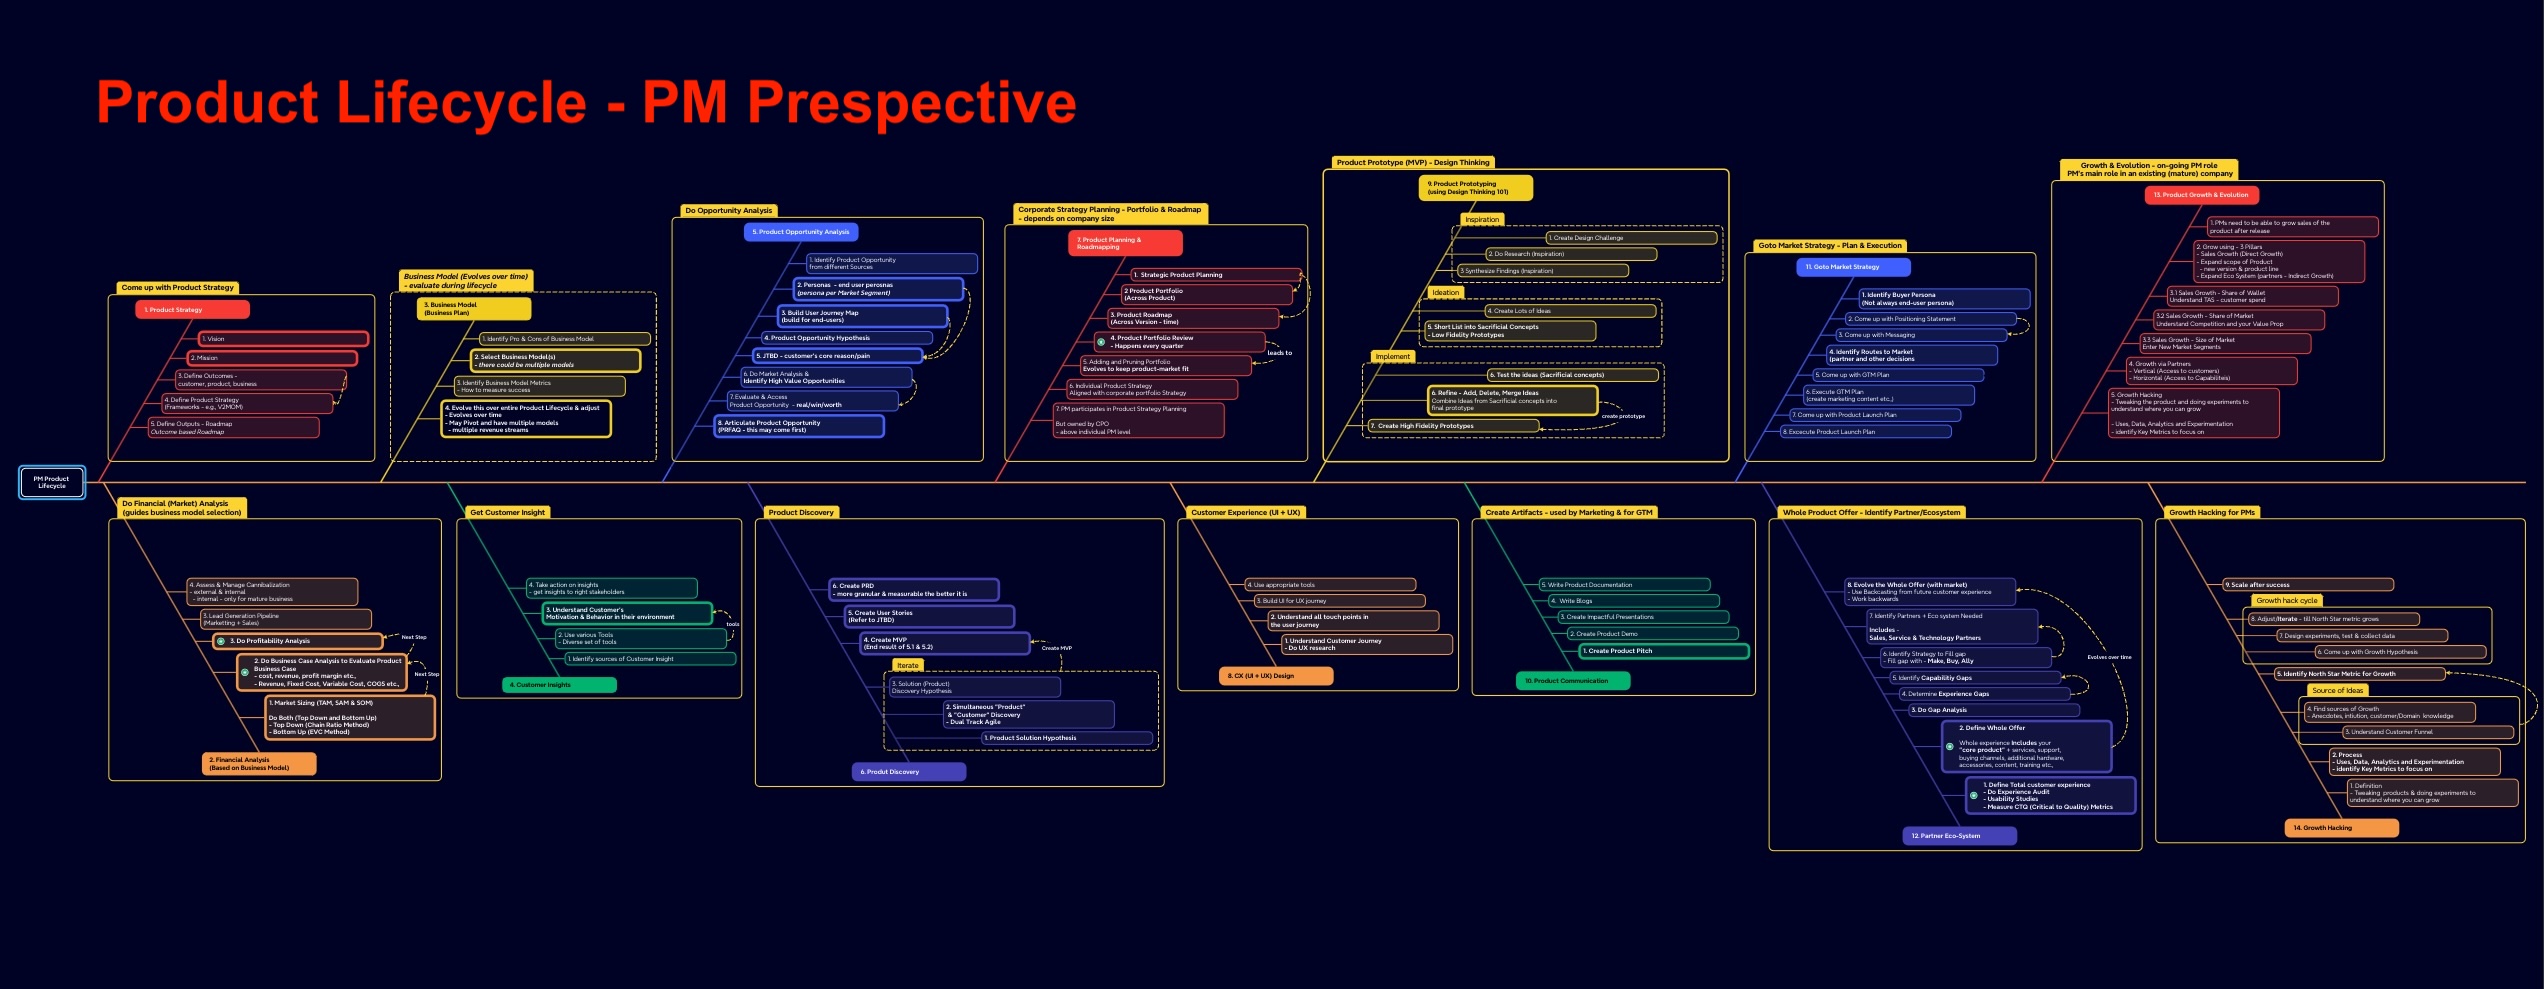 Product Lifecycle - PM Prespective
PM Product
Lifecycle
Come up with Product Strategy
1. Product Strategy
1. Vision
2. Mission
3. Define Outcomes -
customer, product, business
4. Define Product Strategy
(Frameworks - e.g., V2MOM)
5. Define Outputs - Roadmap
Outcome based Roadmap
Business Model (Evolves over time)
- evaluate during lifecycle
3. Business Model
(Business Plan)
1. Identify Pro & Cons of Business Model
2. Select Business Model(s)
- there could be multiple models
3. Identify Business Model Metrics
- How to measure success
4. Evolve this over entire Product Lifecycle & adjust
- Evolves over time
- May Pivot and have multiple models
- multiple revenue streams
Do Opportunity Analysis
5. Product Opportunity Analysis
1. Identify Product Opportunity
from different Sources
2. Personas - end user perosnas
(persona per Market Segment)
3. Build User Journey Map
(build for end-users)
4. Product Opportunity Hypothesis
5. JTBD - customer's core reason/pain
6. Do Market Analysis &
Identify High Value Opportunities
7. Evaluate & Access
Product Opportunity - real/win/worth
8. Articulate Product Opportunity
(PRFAQ - this may come first)
Corporate Strategy Planning - Portfolio & Roadmap
- depends on company size
7. Product Planning &
Roadmapping
1. Strategic Product Planning
2 Product Portfolio
(Across Product)
3. Product Roadmap
(Across Version - time)
4. Product Portfolio Review
- Happens every quarter
leads to
5. Adding and Pruning Portfolio
Evolves to keep product-market fit
6. Individual Product Strategy
Aligned with corporate portfolio Strategy
7. PM participates in Product Strategy Planning
But owned by CPO
- above individual PM level
Product Prototype (MVP) - Design Thinking
9. Product Prototyping
(using Design Thinking 101)
Inspiration
1. Create Design Challenge
2. Do Research (Inspiration)
3 Synthesize Findings (Inspiration)
Ideation
4. Create Lots of Ideas
5. Short List into Sacrificial Concepts
- Low Fidelity Prototypes
Implement
6. Test the ideas (Sacrificial concepts)
6. Refine - Add, Delete, Merge Ideas
Combine Ideas from Sacrificial concepts into
final prototype
create prototype
7. Create High Fidelity Prototypes
Goto Market Strategy - Plan & Execution
11. Goto Market Strategy
1. Identify Buyer Persona
(Not always end-user persona)
2. Come up with Positioning Statement
3. Come up with Messaging
4. Identify Routes to Market
(partner and other decisions
5. Come up with GTM Plan
6. Execute GTM Plan
(create marketing content etc.,)
7. Come up with Product Launch Plan
8. Excecute Product Launch Plan
Growth & Evolution - on-going PM role
PM's main role in an existing (mature) company
13. Product Growth & Evolution
1. PMs need to be able to grow sales of the
product after release
2. Grow using - 3 Pillars
- Sales Growth (Direct Growth)
- Expand scope of Product
- new version & product line
- Expand Eco System (partners - Indirect Growth)
3.1 Sales Growth - Share of Wallet
Understand TAS - customer spend
3.2 Sales Growth - Share of Market
Understand Competition and your Value Prop
3.3 Sales Growth - Size of Market
Enter New Market Segments
4. Growth via Partners
- Vertical (Access to customers)
- Horizontal (Access to Capabiliteis)
5. Growth Hacking
- Tweaking the product and doing experiments to
understand where you can grow
- Uses, Data, Analytics and Experimentation
- identify Key Metrics to focus on
Do Financial (Market) Analysis
(guides business model selection)
4. Assess & Manage Cannibalization
- external & internal
- internal - only for mature business
3. Lead Generation Pipeline
(Marketting + Sales)
3. Do Profitability Analysis
Next Step
2. Do Business Case Analysis to Evaluate Product
Business Case
- cost, revenue, profit margin etc.,
- Revenue, Fixed Cost, Variable Cost, COGS etc.,
Next Step
1. Market Sizing (TAM, SAM & SOM)
Do Both (Top Down and Bottom Up)
- Top Down (Chain Ratio Method)
- Bottom Up (EVC Method)
2. Financial Analysis
(Based on Business Model)
Get Customer Insight
4. Take action on insights
- get insights to right stakeholders
3. Understand Customer's
Motivation & Behavior in their environment
tools
2. Use various Tools
- Diverse set of tools
1. Identify sources of Customer Insight
4. Customer Insights
Product Discovery
6. Create PRD
- more granular & measurable the better it is
5. Create User Stories
(Refer to JTBD)
4. Create MVP
(End result of 5.1 & 5.2)
Create MVP
Iterate
3. Solution (Product)
Discovery Hypothesis
2. Simultaneous "Product"
& "Customer" Discovery
- Dual Track Agile
1. Product Solution Hypothesis
6. Produt Discovery
Customer Experience (UI + UX)
4. Use appropriate tools
3. Build UI for UX journey
2. Understand all touch points in
the user journey
1. Understand Customer Journey
- Do UX research
8. CX (UI + UX) Design
Create Artifacts - used by Marketing & for GTM
5. Write Product Documentation
4. Write Blogs
3. Create Impactful Presentations
2. Create Product Demo
1. Create Product Pitch
10. Product Communication
Whole Product Offer - Identify Partner/Ecosystem
8. Evolve the Whole Offer (with market)
- Use Backcasting from future customer experience
- Work backwards
7. Identify Partners + Eco system Needed
Includes -
Sales, Service & Technology Partners
6. Identify Strategy to Fill gap
- Fill gap with - Make, Buy, Ally
Evolves over time
5. Identify Capabilitiy Gaps
4. Determine Experience Gaps
3. Do Gap Analysis
2. Define Whole Offer
Whole experience Includes your
"core product" + services, support,
buying channels, additional hardware,
accessories, content, training etc.,
1. Define Total customer experience
- Do Experience Audit
- Usability Studies
- Measure CTQ (Critical to Quality) Metrics
12. Partner Eco-System
Growth Hacking for PMs
9. Scale after success
Growth hack cycle
8. Adjust/Iterate - till North Star metric grows
7. Design experiments, test & collect data
6. Come up with Growth Hypothesis
5. Identify North Star Metric for Growth
Source of Ideas
4. Find sources of Growth
- Anecdotes, intiution, customer/Domain knowledge
3. Understand Customer Funnel
2. Process
- Uses, Data, Analytics and Experimentation
- identify Key Metrics to focus on
1. Definition
- Tweaking products & doing experiments to
understand where you can grow
14. Growth Hacking